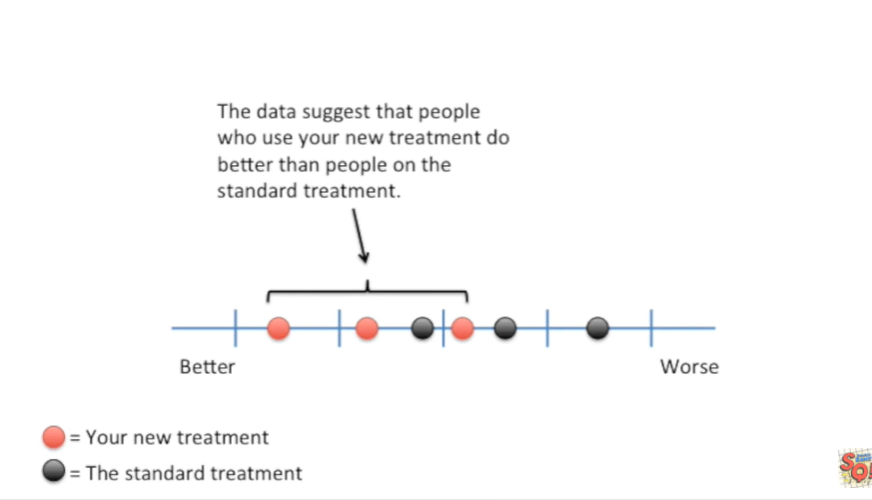 The data suggest that people
who use your new treatment do
better than people on the
standard treatment.
Better
Worse
= Your new treatment
= The standard treatment